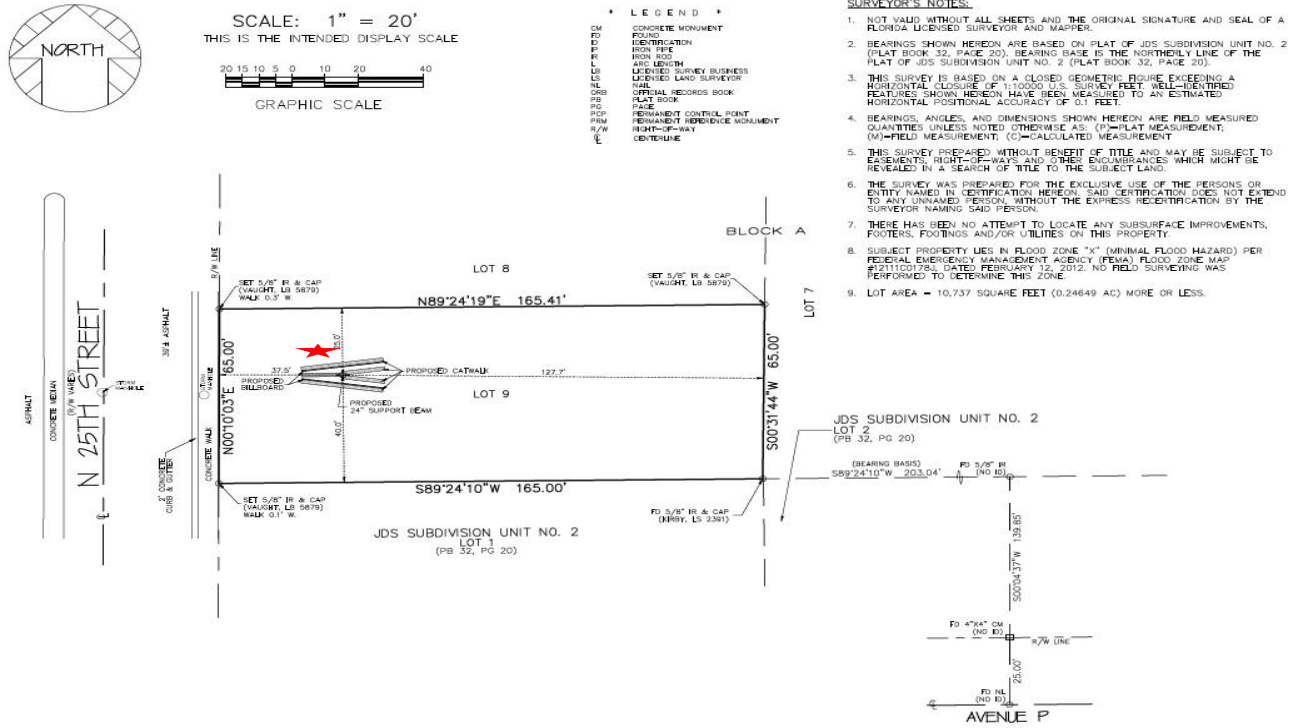 NORTH
SCALE: 1" = 20'
THIS IS THE INTENDED DISPLAY SCALE
20 15 10 5 0 10 20 40
GRAPHIC SCALE
* LEGEND *
CM CONCRETE MONUMENT
FD FOUND
ID IDENTIFICATION
IP IRON PIPE
IR IRON ROD
L ARC LENGTH
LB LICENSED SURVEY BUSINESS
LS LICENSED LAND SURVEYOR
NL NAIL
ORB OFFICIAL RECORDS BOOK
PB PLAT BOOK
PG PAGE
PCP PERMANENT CONTROL POINT
PRM PERMANENT REFERENCE MONUMENT
R/W RIGHT-OF-WAY
CL CENTERLINE
SURVEYOR'S NOTES:
1. NOT VALID WITHOUT ALL SHEETS AND THE ORIGINAL SIGNATURE AND SEAL OF A
FLORIDA LICENSED SURVEYOR AND MAPPER.
2. BEARINGS SHOWN HEREON ARE BASED ON PLAT OF JDS SUBDIVISION UNIT NO. 2
(PLAT BOOK 32, PAGE 20). BEARING BASE IS THE NORTHERLY LINE OF THE
PLAT OF JDS SUBDIVISION UNIT NO. 2 (PLAT BOOK 32, PAGE 20).
3. THIS SURVEY IS BASED ON A CLOSED GEOMETRIC FIGURE EXCEEDING A
HORIZONTAL CLOSURE OF 1:10000 U.S. SURVEY FEET. WELL-IDENTIFIED
FEATURES SHOWN HEREON HAVE BEEN MEASURED TO AN ESTIMATED
HORIZONTAL POSITIONAL ACCURACY OF 0.1 FEET.
4. BEARINGS, ANGLES, AND DIMENSIONS SHOWN HEREON ARE FIELD MEASURED
QUANTITIES UNLESS NOTED OTHERWISE AS: (P)-PLAT MEASUREMENT;
(M)-FIELD MEASUREMENT; (C)-CALCULATED MEASUREMENT
5. THIS SURVEY PREPARED WITHOUT BENEFIT OF TITLE AND MAY BE SUBJECT TO
EASEMENTS, RIGHT-OF-WAYS AND OTHER ENCUMBRANCES WHICH MIGHT BE
REVEALED IN A SEARCH OF TITLE TO THE SUBJECT LAND.
6. THE SURVEY WAS PREPARED FOR THE EXCLUSIVE USE OF THE PERSONS OR
ENTITY NAMED IN CERTIFICATION HEREON. SAID CERTIFICATION DOES NOT EXTEND
TO ANY UNNAMED PERSON, WITHOUT THE EXPRESS RECERTIFICATION BY THE
SURVEYOR NAMING SAID PERSON.
7. THERE HAS BEEN NO ATTEMPT TO LOCATE ANY SUBSURFACE IMPROVEMENTS,
FOOTERS, FOOTINGS AND/OR UTILITIES ON THIS PROPERTY.
8. SUBJECT PROPERTY LIES IN FLOOD ZONE "X" (MINIMAL FLOOD HAZARD) PER
FEDERAL EMERGENCY MANAGEMENT AGENCY (FEMA) FLOOD ZONE MAP
#12111C0178J, DATED FEBRUARY 12, 2012. NO FIELD SURVEYING WAS
PERFORMED TO DETERMINE THIS ZONE.
9. LOT AREA = 10,737 SQUARE FEET (0.24649 AC) MORE OR LESS.
ASPHALT
CONCRETE MEDIAN
N 25TH STREET
(R/W VARIES)
STORM
MANHOLE
CL
39'± ASPHALT
2' CONCRETE
CURB & GUTTER
STORM
MANHOLE
CONCRETE WALK
R/W LINE
BLOCK A
LOT 8
LOT 7
SET 5/8" IR & CAP
(VAUGHT, LB 5879)
WALK 0.3' W.
SET 5/8" IR & CAP
(VAUGHT, LB 5879)
N89°24'19"E 165.41'
N00°10'03"E 65.00'
S00°31'44"W 65.00'
25.0'
37.5'
127.7'
40.0'
PROPOSED
BILLBOARD
PROPOSED CATWALK
PROPOSED
24" SUPPORT BEAM
LOT 9
S89°24'10"W 165.00'
SET 5/8" IR & CAP
(VAUGHT, LB 5879)
WALK 0.1' W.
FD 5/8" IR & CAP
(KIRBY, LS 2391)
JDS SUBDIVISION UNIT NO. 2
LOT 1
(PB 32, PG 20)
JDS SUBDIVISION UNIT NO. 2
LOT 2
(PB 32, PG 20)
(BEARING BASIS)
S89°24'10"W 203.04'
FD 5/8" IR
(NO ID)
S00°04'37"W 139.85'
FD 4"X4" CM
(NO ID)
R/W LINE
25.00'
FD NL
(NO ID)
CL
AVENUE P